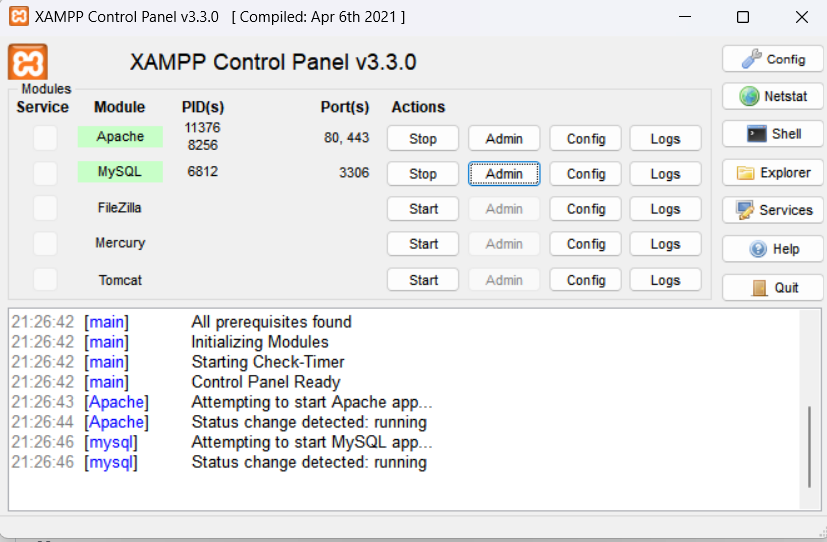 XAMPP Control Panel v3.3.0 [ Compiled: Apr 6th 2021 ]
XAMPP Control Panel v3.3.0
Config
Modules
Service Module PID(s) Port(s) Actions
Netstat
Apache 11376 8256 80, 443 Stop Admin Config Logs
Shell
MySQL 6812 3306 Stop Admin Config Logs
Explorer
FileZilla Start Admin Config Logs
Services
Mercury Start Admin Config Logs
Help
Tomcat Start Admin Config Logs
Quit
21:26:42 [main] All prerequisites found
21:26:42 [main] Initializing Modules
21:26:42 [main] Starting Check-Timer
21:26:42 [main] Control Panel Ready
21:26:43 [Apache] Attempting to start Apache app...
21:26:44 [Apache] Status change detected: running
21:26:46 [mysql] Attempting to start MySQL app...
21:26:46 [mysql] Status change detected: running